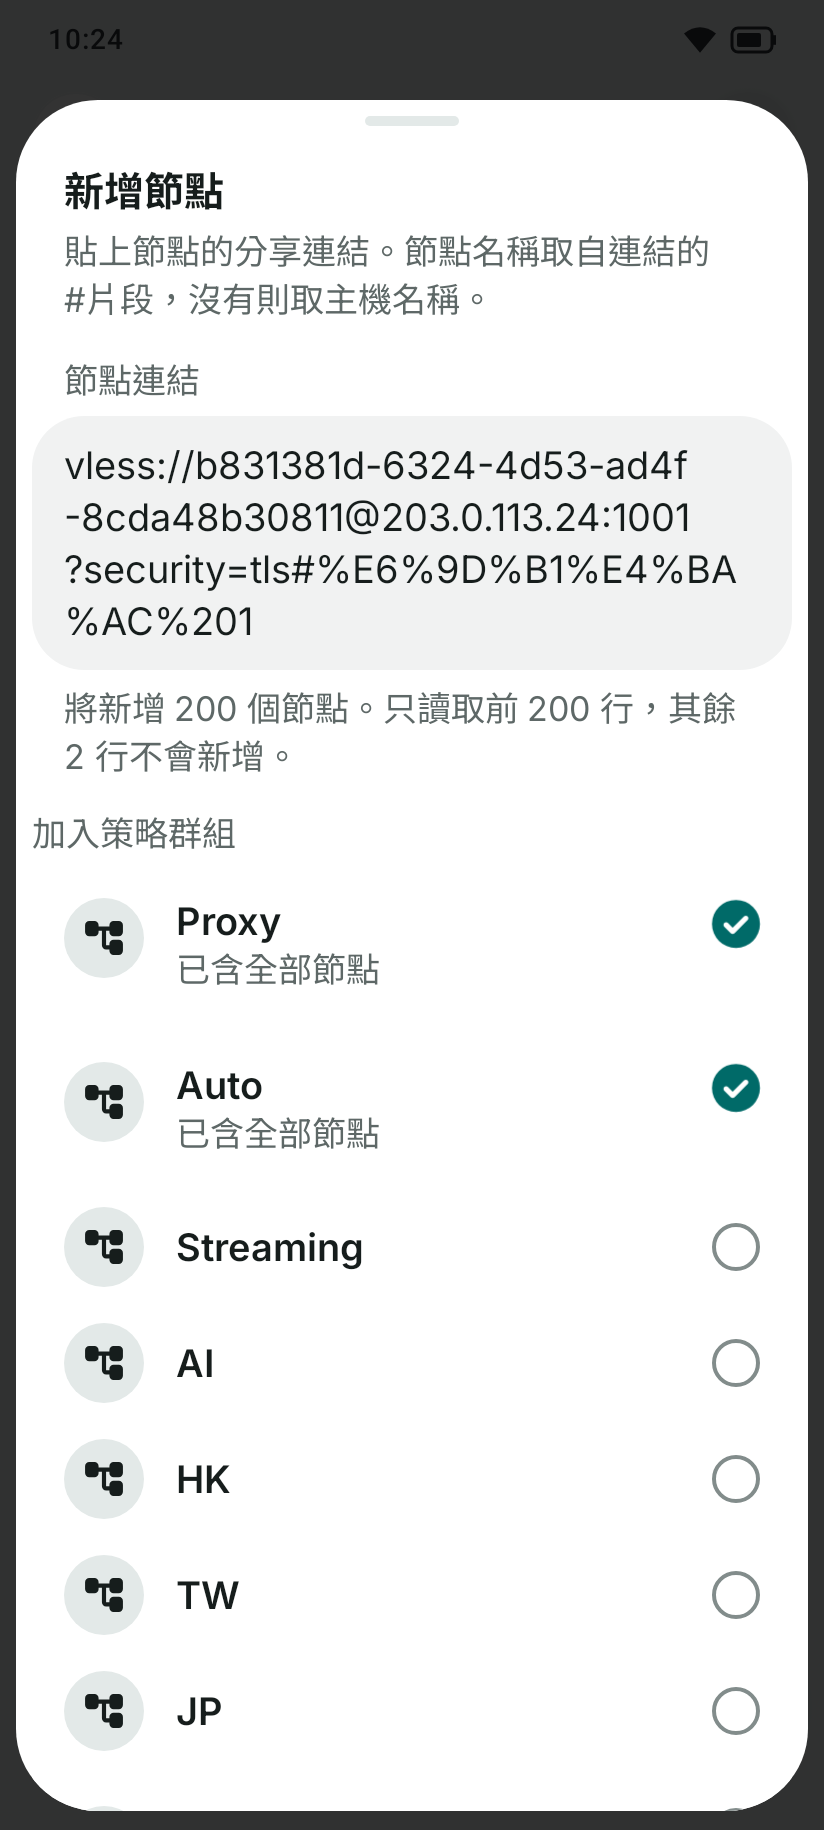 10:24
新增節點
貼上節點的分享連結。節點名稱取自連結的
#片段，沒有則取主機名稱。
節點連結
vless://b831381d-6324-4d53-ad4f
-8cda48b30811@203.0.113.24:1001
?security=tls#%E6%9D%B1%E4%BA
%AC%201
將新增 200 個節點。只讀取前 200 行，其餘
2 行不會新增。
加入策略群組
Proxy
已含全部節點
Auto
已含全部節點
Streaming
AI
HK
TW
JP